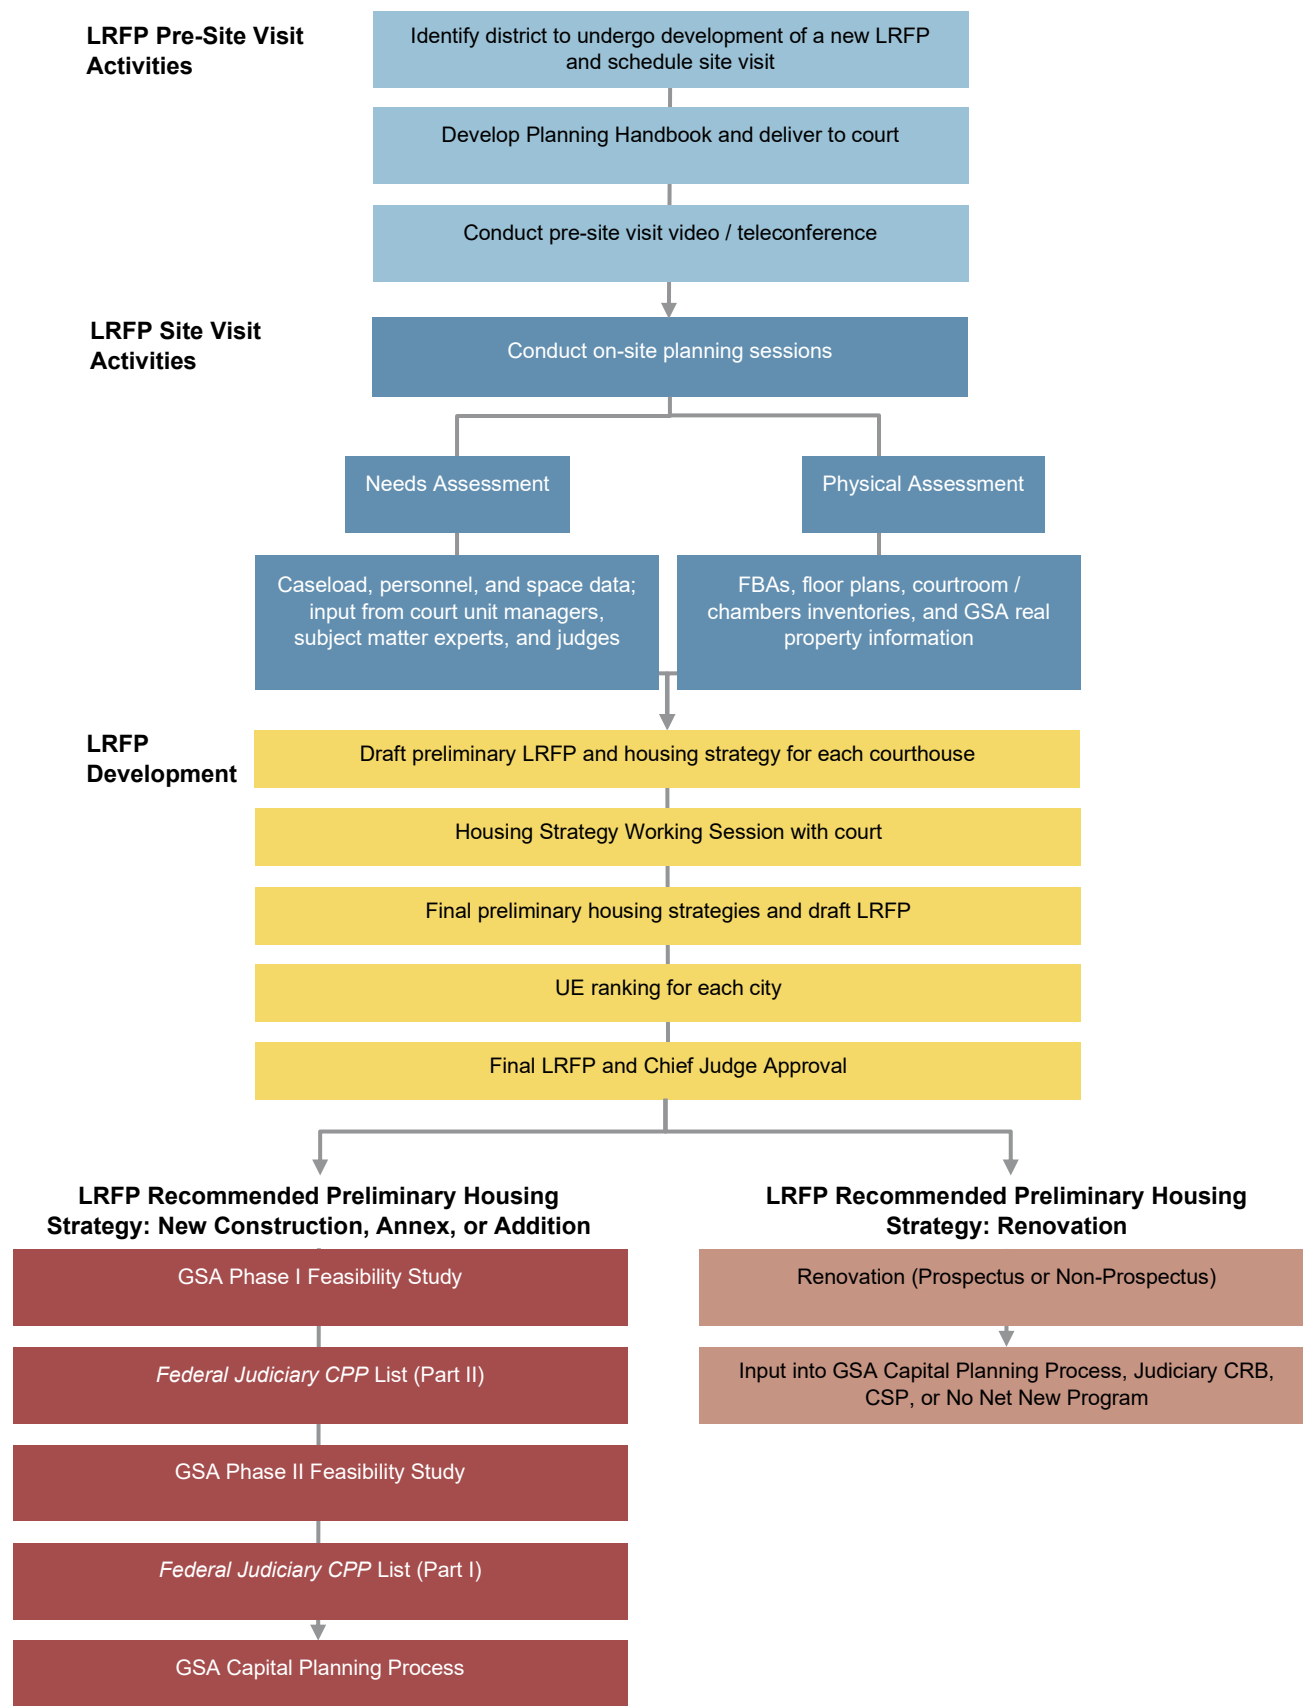 LRFP Pre-Site Visit
Activities
Identify district to undergo development of a new LRFP
and schedule site visit
Develop Planning Handbook and deliver to court
Conduct pre-site visit video / teleconference
LRFP Site Visit
Activities
Conduct on-site planning sessions
Needs Assessment
Physical Assessment
Caseload, personnel, and space data;
input from court unit managers,
subject matter experts, and judges
FBAs, floor plans, courtroom /
chambers inventories, and GSA real
property information
LRFP
Development
Draft preliminary LRFP and housing strategy for each courthouse
Housing Strategy Working Session with court
Final preliminary housing strategies and draft LRFP
UE ranking for each city
Final LRFP and Chief Judge Approval
LRFP Recommended Preliminary Housing
Strategy: New Construction, Annex, or Addition
GSA Phase I Feasibility Study
Federal Judiciary CPP List (Part II)
GSA Phase II Feasibility Study
Federal Judiciary CPP List (Part I)
GSA Capital Planning Process
LRFP Recommended Preliminary Housing
Strategy: Renovation
Renovation (Prospectus or Non-Prospectus)
Input into GSA Capital Planning Process, Judiciary CRB,
CSP, or No Net New Program